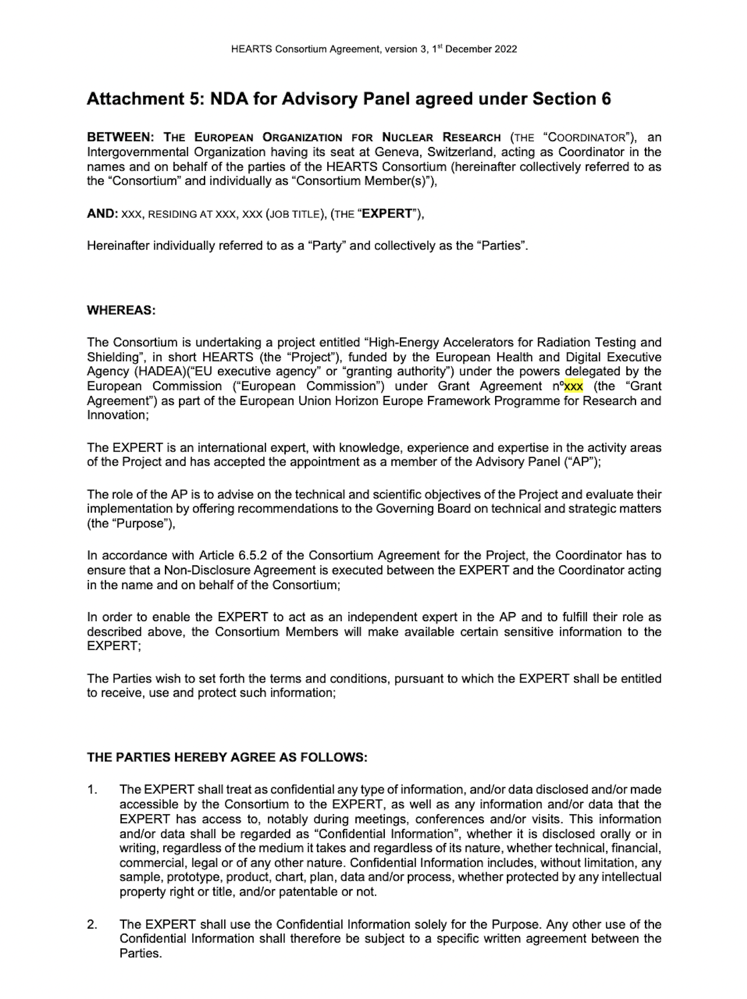 HEARTS Consortium Agreement, version 3, 1st December 2022
Attachment 5: NDA for Advisory Panel agreed under Section 6
BETWEEN: THE EUROPEAN ORGANIZATION FOR NUCLEAR RESEARCH (THE “COORDINATOR”), an
Intergovernmental Organization having its seat at Geneva, Switzerland, acting as Coordinator in the
names and on behalf of the parties of the HEARTS Consortium (hereinafter collectively referred to as
the “Consortium” and individually as “Consortium Member(s)”),
AND: XXX, RESIDING AT XXX, XXX (JOB TITLE), (THE “EXPERT”),
Hereinafter individually referred to as a “Party” and collectively as the “Parties”.
WHEREAS:
The Consortium is undertaking a project entitled “High-Energy Accelerators for Radiation Testing and
Shielding”, in short HEARTS (the “Project”), funded by the European Health and Digital Executive
Agency (HADEA)(“EU executive agency” or “granting authority”) under the powers delegated by the
European Commission (“European Commission”) under Grant Agreement nºxxx (the “Grant
Agreement”) as part of the European Union Horizon Europe Framework Programme for Research and
Innovation;
The EXPERT is an international expert, with knowledge, experience and expertise in the activity areas
of the Project and has accepted the appointment as a member of the Advisory Panel (“AP”);
The role of the AP is to advise on the technical and scientific objectives of the Project and evaluate their
implementation by offering recommendations to the Governing Board on technical and strategic matters
(the “Purpose”),
In accordance with Article 6.5.2 of the Consortium Agreement for the Project, the Coordinator has to
ensure that a Non-Disclosure Agreement is executed between the EXPERT and the Coordinator acting
in the name and on behalf of the Consortium;
In order to enable the EXPERT to act as an independent expert in the AP and to fulfill their role as
described above, the Consortium Members will make available certain sensitive information to the
EXPERT;
The Parties wish to set forth the terms and conditions, pursuant to which the EXPERT shall be entitled
to receive, use and protect such information;
THE PARTIES HEREBY AGREE AS FOLLOWS:
1. The EXPERT shall treat as confidential any type of information, and/or data disclosed and/or made
accessible by the Consortium to the EXPERT, as well as any information and/or data that the
EXPERT has access to, notably during meetings, conferences and/or visits. This information
and/or data shall be regarded as “Confidential Information”, whether it is disclosed orally or in
writing, regardless of the medium it takes and regardless of its nature, whether technical, financial,
commercial, legal or of any other nature. Confidential Information includes, without limitation, any
sample, prototype, product, chart, plan, data and/or process, whether protected by any intellectual
property right or title, and/or patentable or not.
2. The EXPERT shall use the Confidential Information solely for the Purpose. Any other use of the
Confidential Information shall therefore be subject to a specific written agreement between the
Parties.